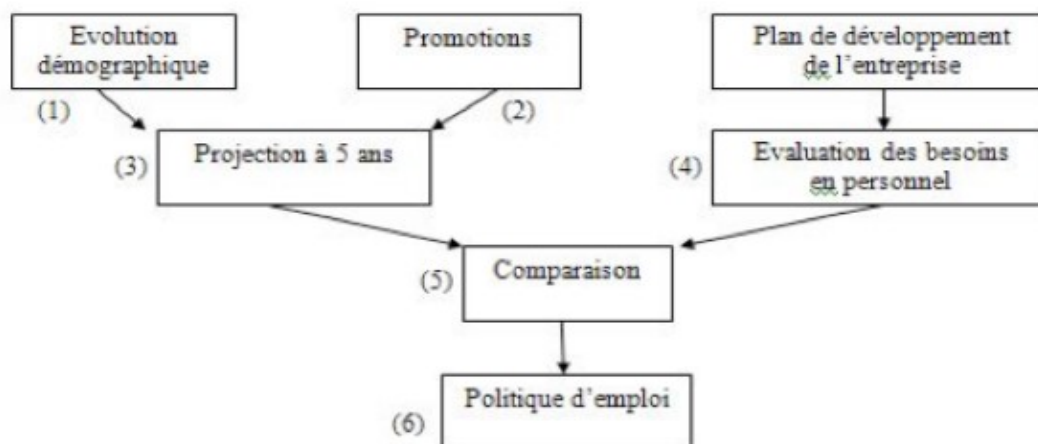 Evolution
démographique
Promotions
Plan de développement
de l'entreprise
(1)
(2)
(3)
Projection à 5 ans
(4)
Evaluation des besoins
en personnel
(5)
Comparaison
(6)
Politique d'emploi